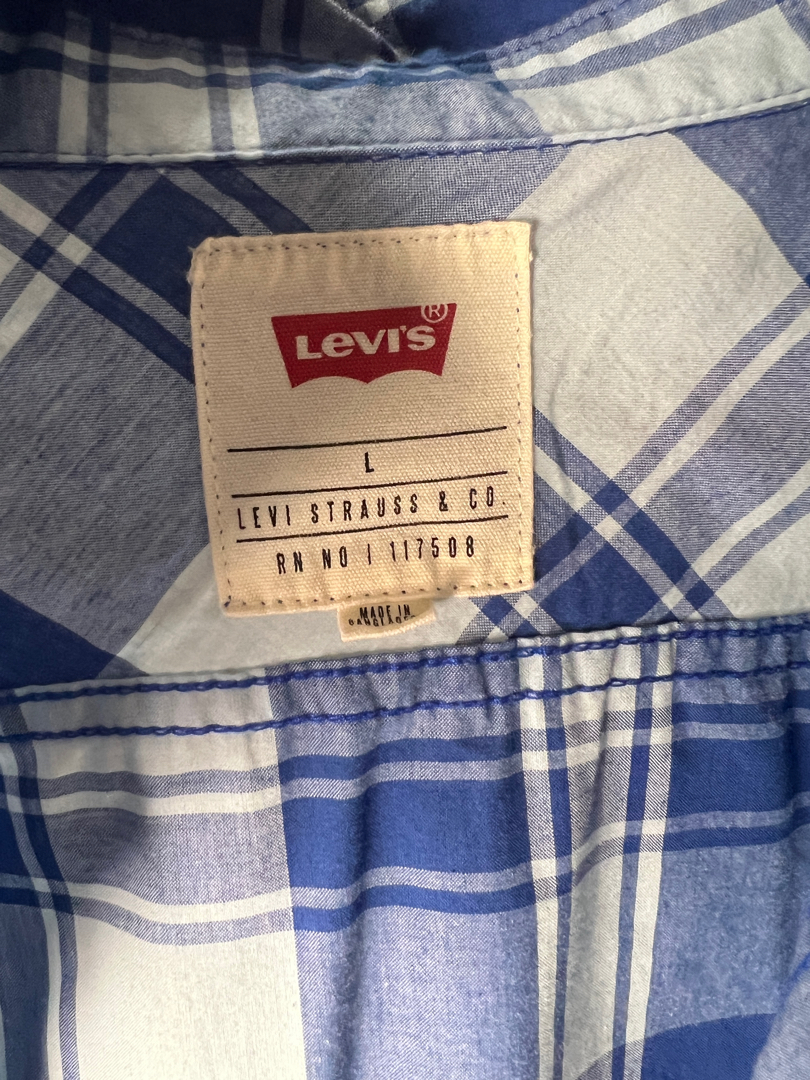 Levi's®
L
LEVI STRAUSS & CO.
RN NO | 117508
MADE IN